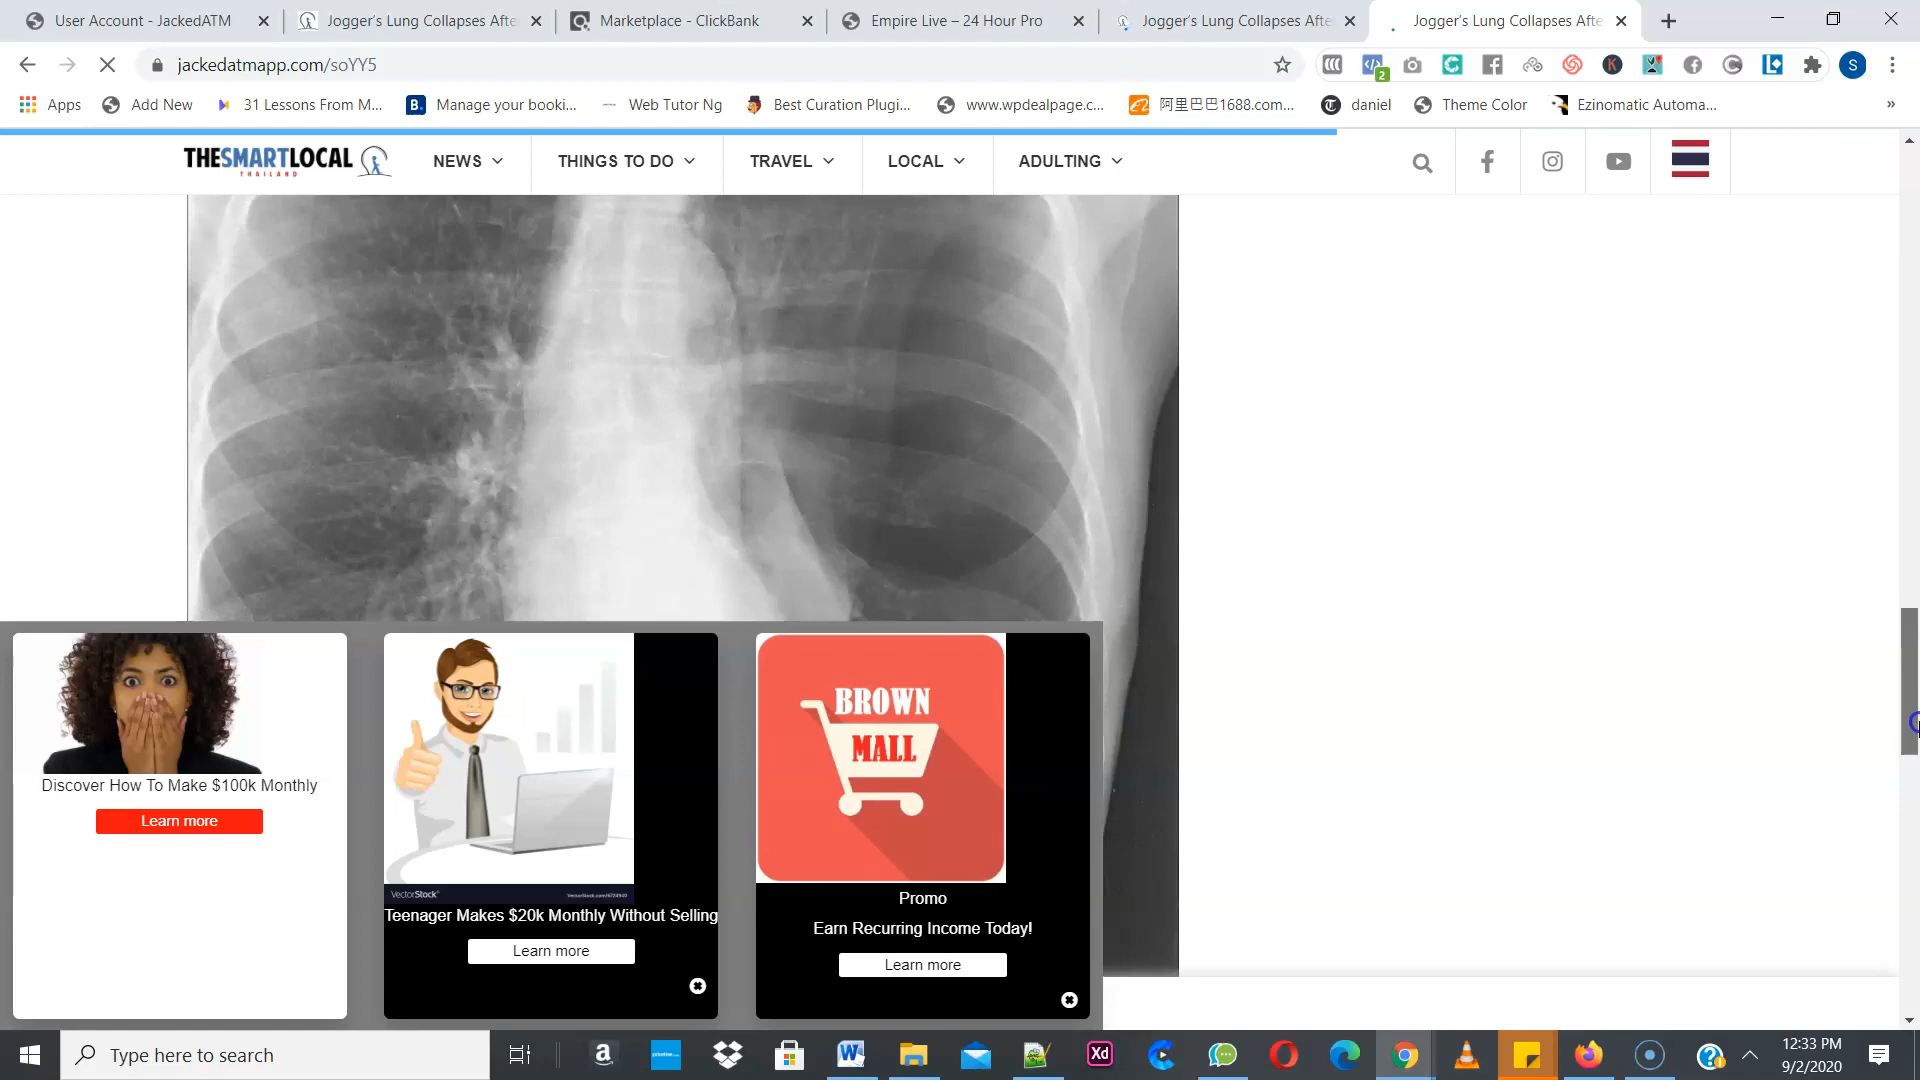 User Account - JackedATM
Jogger's Lung Collapses Afte
Marketplace - ClickBank
Empire Live – 24 Hour Pro
Jogger's Lung Collapses Afte
Jogger's Lung Collapses Afte
jackedatmapp.com/soYY5
2
S
Apps
Add New
31 Lessons From M...
Manage your booki...
Web Tutor Ng
Best Curation Plugi...
www.wpdealpage.c...
阿里巴巴1688.com...
daniel
Theme Color
Ezinomatic Automa...
»
THESMARTLOCAL
THAILAND
NEWS
THINGS TO DO
TRAVEL
LOCAL
ADULTING
Discover How To Make $100k Monthly
Learn more
VectorStock
Teenager Makes $20k Monthly Without Selling
Learn more
BROWN
MALL
Promo
Earn Recurring Income Today!
Learn more
Type here to search
Xd
12:33 PM
9/2/2020